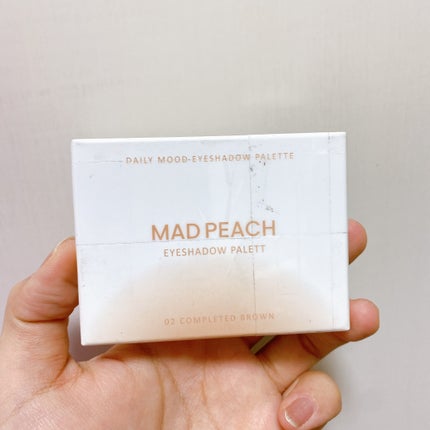 DAILY MOOD-EYESHADOW PALETTE
MAD PEACH
EYESHADOW PALETT
02 COMPLETED BROWN